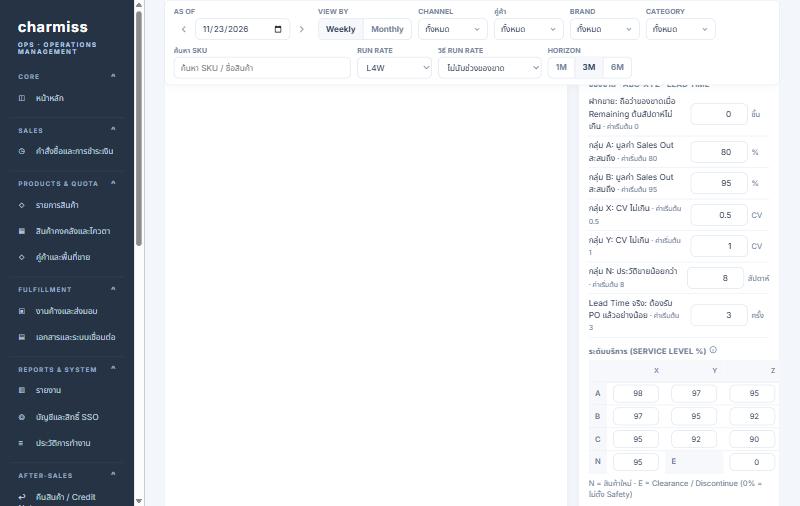 charmiss
OPS · OPERATIONS
MANAGEMENT
CORE
หน้าหลัก
SALES
คำสั่งซื้อและการชำระเงิน
PRODUCTS & QUOTA
รายการสินค้า
สินค้าคงคลังและโควตา
คู่ค้าและพื้นที่ขาย
FULFILLMENT
งานค้างและส่งมอบ
เอกสารและระบบเชื่อมต่อ
REPORTS & SYSTEM
รายงาน
บัญชีและสิทธิ์ SSO
ประวัติการทำงาน
AFTER-SALES
คืนสินค้า / Credit
AS OF
11/23/2026
VIEW BY
Weekly Monthly
CHANNEL
ทั้งหมด
คู่ค้า
ทั้งหมด
BRAND
ทั้งหมด
CATEGORY
ทั้งหมด
ค้นหา SKU
ค้นหา SKU / ชื่อสินค้า
RUN RATE
L4W
วิธี RUN RATE
ไม่นับช่วงของขาด
HORIZON
1M 3M 6M
ฝากขาย: ถือว่าของขาดเมื่อ
Remaining ต้นสัปดาห์ไม่
เกิน · ค่าเริ่มต้น 0
0 ชิ้น
กลุ่ม A: มูลค่า Sales Out
สะสมถึง · ค่าเริ่มต้น 80
80 %
กลุ่ม B: มูลค่า Sales Out
สะสมถึง · ค่าเริ่มต้น 95
95 %
กลุ่ม X: CV ไม่เกิน · ค่าเริ่มต้น
0.5
0.5 CV
กลุ่ม Y: CV ไม่เกิน · ค่าเริ่มต้น
1
1 CV
กลุ่ม N: ประวัติขายน้อยกว่า
· ค่าเริ่มต้น 8
8 สัปดาห์
Lead Time จริง: ต้องรับ
PO แล้วอย่างน้อย · ค่าเริ่มต้น
3
3 ครั้ง
ระดับบริการ (SERVICE LEVEL %)
X Y Z
A 98 97 95
B 97 95 92
C 95 92 90
N 95 E 0
N = สินค้าใหม่ · E = Clearance / Discontinue (0% =
ไม่ตั้ง Safety)